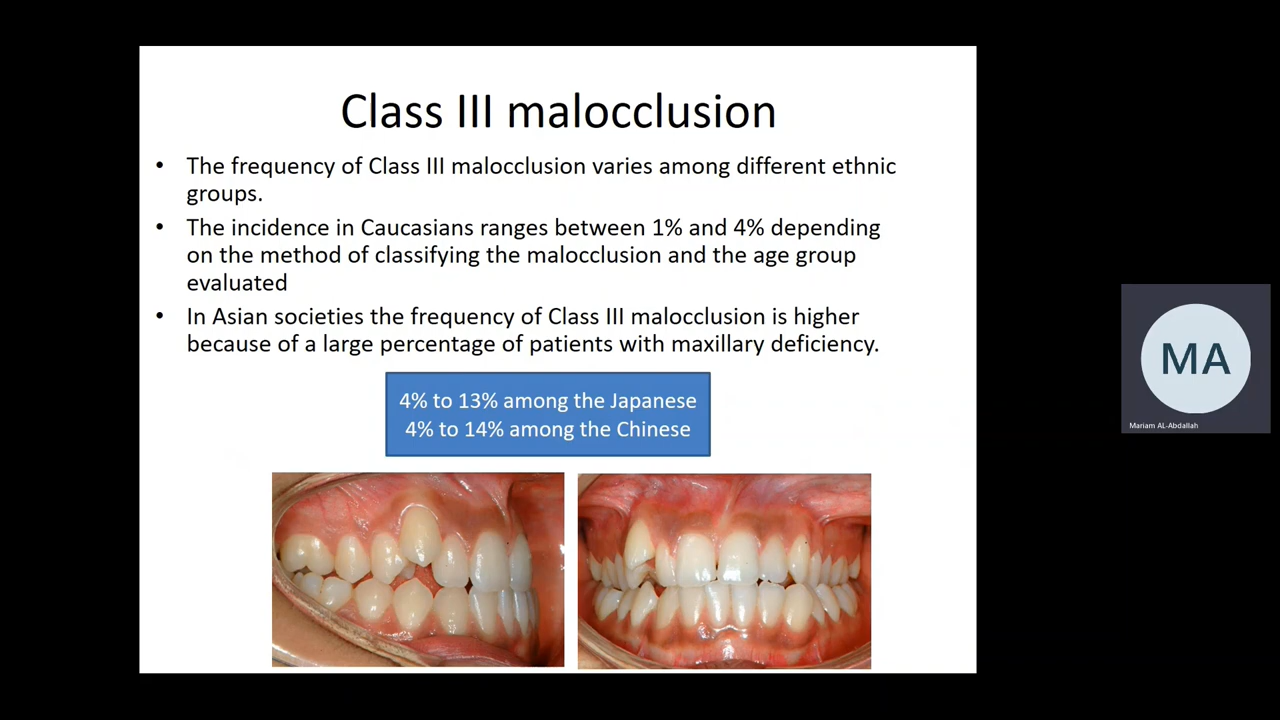 Class III malocclusion
• The frequency of Class III malocclusion varies among different ethnic
groups.
• The incidence in Caucasians ranges between 1% and 4% depending
on the method of classifying the malocclusion and the age group
evaluated
• In Asian societies the frequency of Class III malocclusion is higher
because of a large percentage of patients with maxillary deficiency.
4% to 13% among the Japanese
4% to 14% among the Chinese
MA
Mariam AL-Abdallah